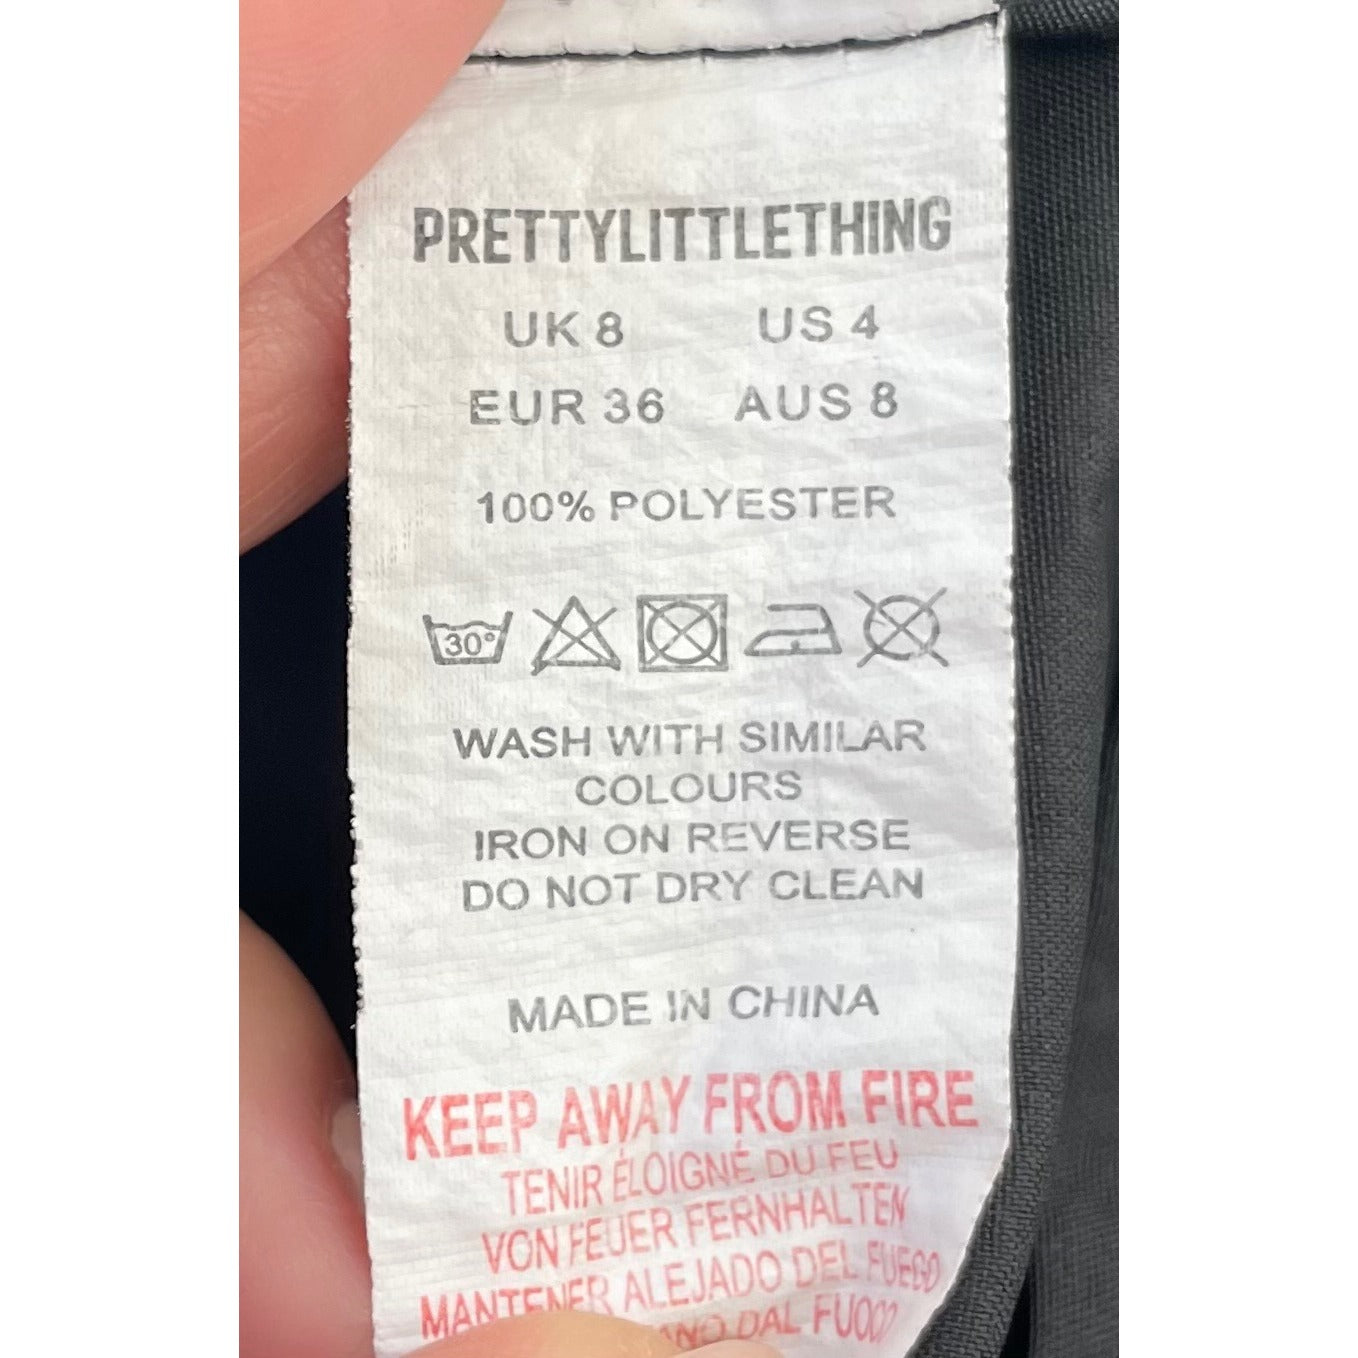 PRETTYLITTLETHING
UK 8 US 4
EUR 36 AUS 8
100% POLYESTER
30°
WASH WITH SIMILAR
COLOURS
IRON ON REVERSE
DO NOT DRY CLEAN
MADE IN CHINA
KEEP AWAY FROM FIRE
TENIR ÉLOIGNÉ DU FEU
VON FEUER FERNHALTEN
MANTENER ALEJADO DEL FUEGO
DAL FUOCO